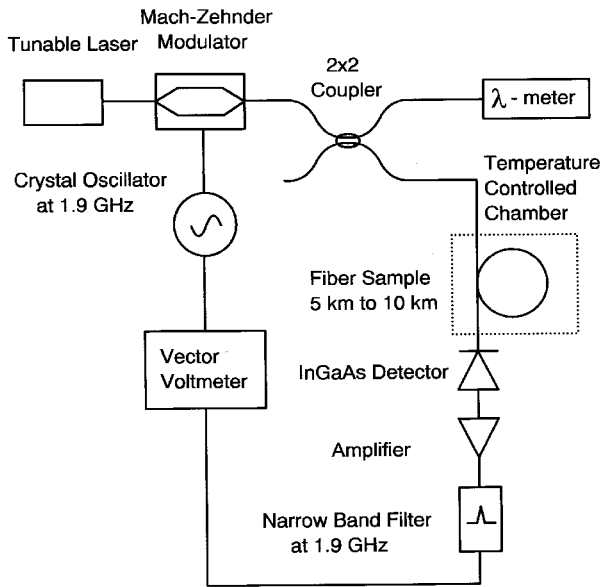 Mach-Zehnder
Modulator
Tunable Laser
2x2
Coupler
λ - meter
Crystal Oscillator
at 1.9 GHz
Temperature
Controlled
Chamber
Fiber Sample
5 km to 10 km
Vector
Voltmeter
InGaAs Detector
Amplifier
Narrow Band Filter
at 1.9 GHz